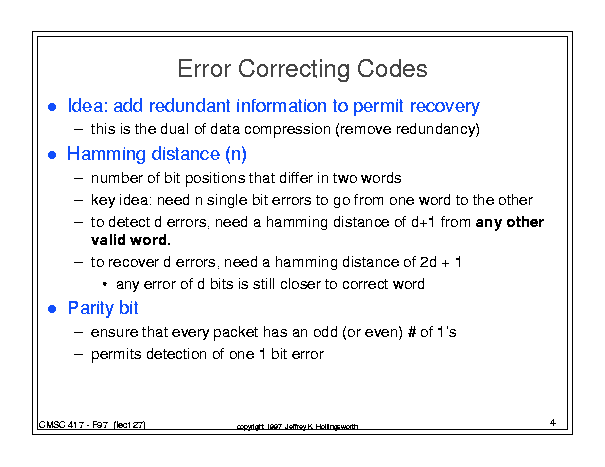 Error Correcting Codes
● Idea: add redundant information to permit recovery
– this is the dual of data compression (remove redundancy)
● Hamming distance (n)
– number of bit positions that differ in two words
– key idea: need n single bit errors to go from one word to the other
– to detect d errors, need a hamming distance of d+1 from any other
valid word.
– to recover d errors, need a hamming distance of 2d + 1
• any error of d bits is still closer to correct word
● Parity bit
– ensure that every packet has an odd (or even) # of 1's
– permits detection of one 1 bit error
CMSC 417 - F97 (lect 27)
copyright 1997 Jeffrey K. Hollingsworth
4